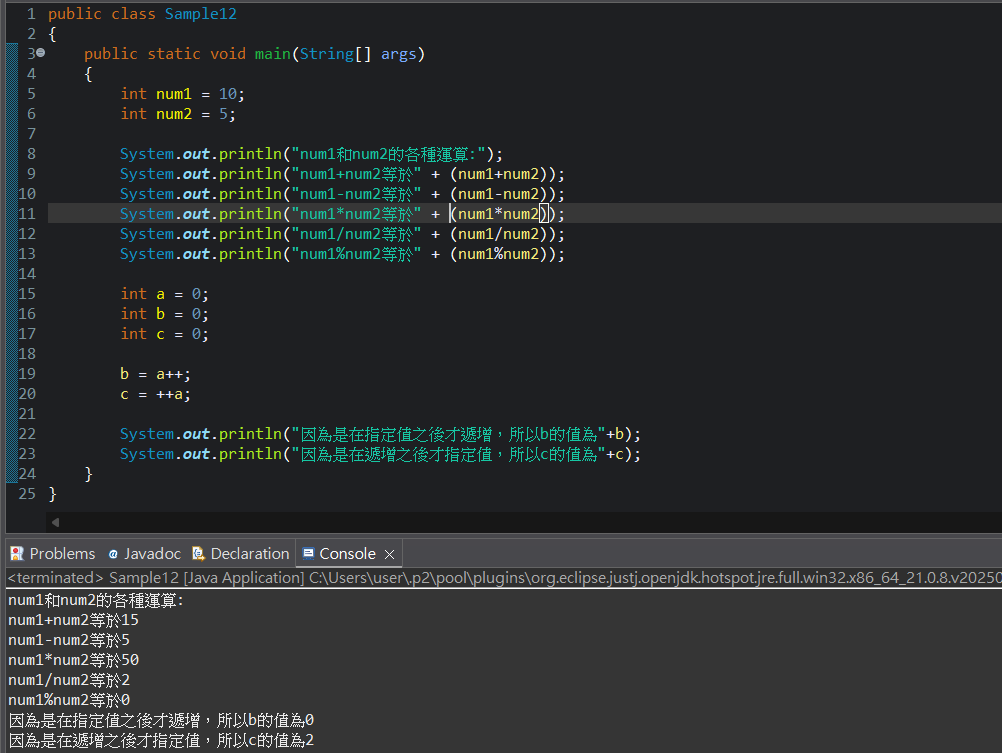 1 public class Sample12
2 {
3 public static void main(String[] args)
4 {
5 int num1 = 10;
6 int num2 = 5;
7
8 System.out.println("num1和num2的各種運算:");
9 System.out.println("num1+num2等於" + (num1+num2));
10 System.out.println("num1-num2等於" + (num1-num2));
11 System.out.println("num1*num2等於" + (num1*num2));
12 System.out.println("num1/num2等於" + (num1/num2));
13 System.out.println("num1%num2等於" + (num1%num2));
14
15 int a = 0;
16 int b = 0;
17 int c = 0;
18
19 b = a++;
20 c = ++a;
21
22 System.out.println("因為是在指定值之後才遞增，所以b的值為"+b);
23 System.out.println("因為是在遞增之後才指定值，所以c的值為"+c);
24 }
25 }
Problems Javadoc Declaration Console
<terminated> Sample12 [Java Application] C:\Users\user\.p2\pool\plugins\org.eclipse.justj.openjdk.hotspot.jre.full.win32.x86_64_21.0.8.v20250
num1和num2的各種運算:
num1+num2等於15
num1-num2等於5
num1*num2等於50
num1/num2等於2
num1%num2等於0
因為是在指定值之後才遞增，所以b的值為0
因為是在遞增之後才指定值，所以c的值為2